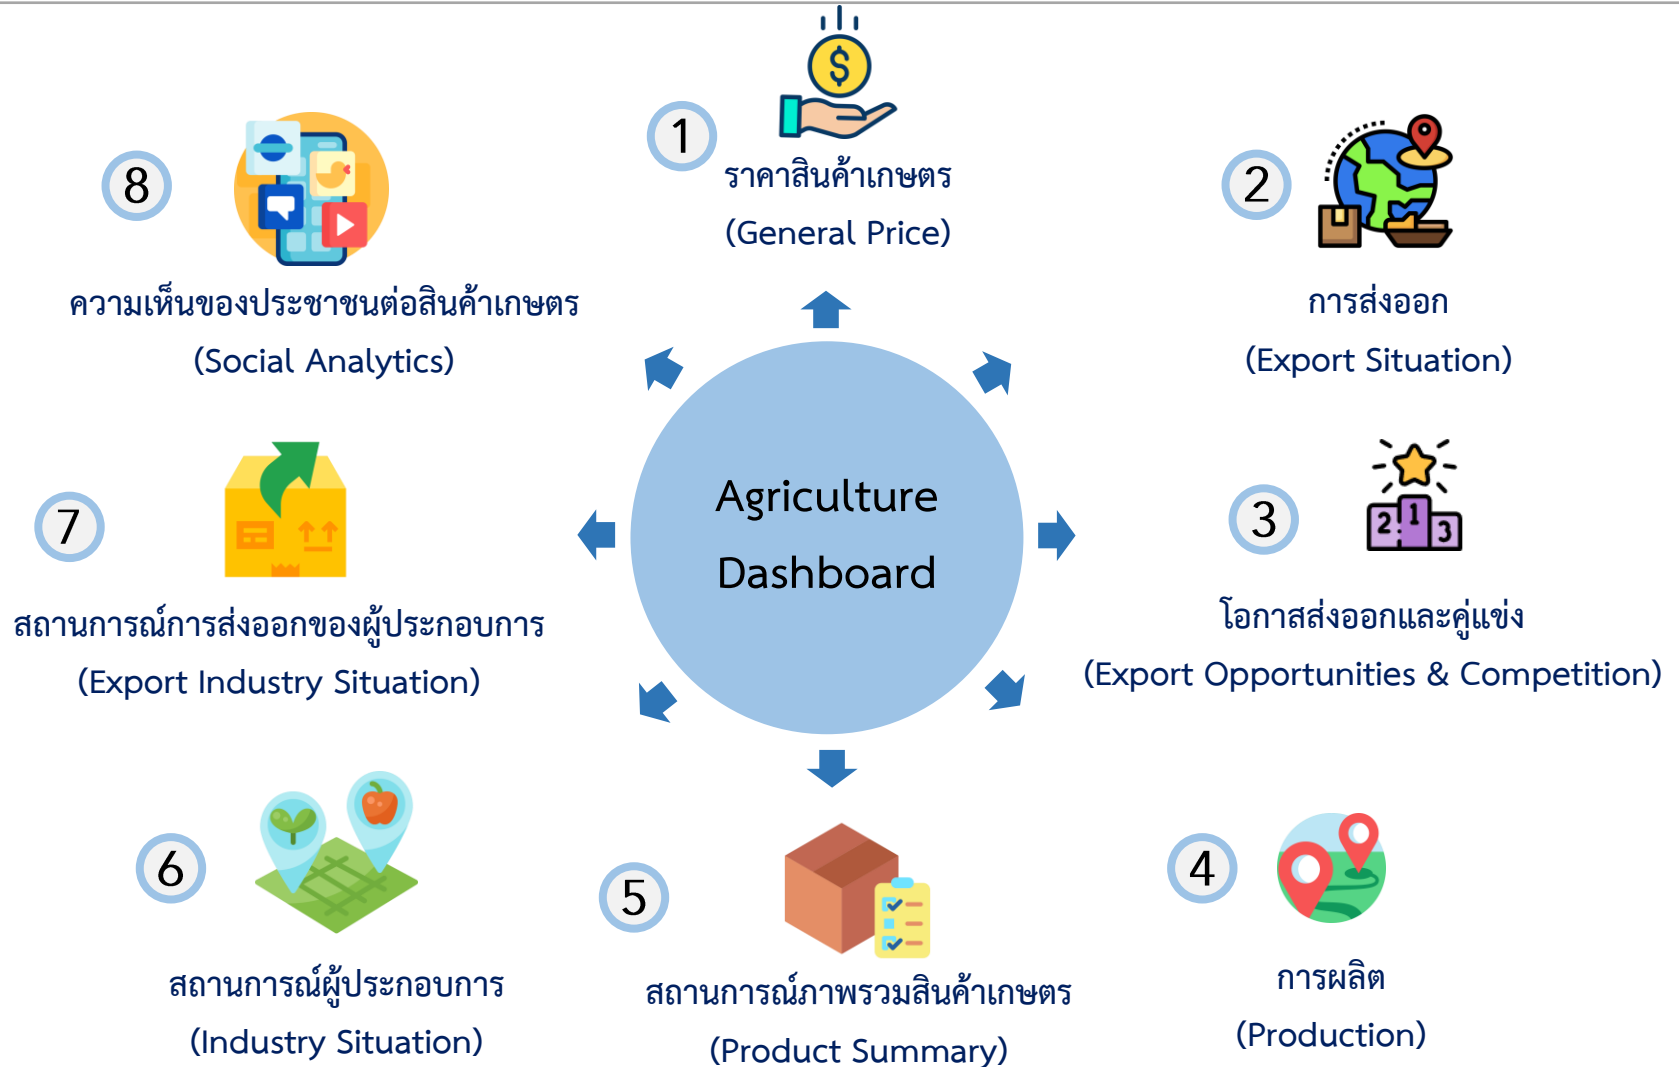 1
ราคาสินค้าเกษตร
(General Price)
2
การส่งออก
(Export Situation)
3
2 1 3
โอกาสส่งออกและคู่แข่ง
(Export Opportunities & Competition)
4
การผลิต
(Production)
5
สถานการณ์ภาพรวมสินค้าเกษตร
(Product Summary)
6
สถานการณ์ผู้ประกอบการ
(Industry Situation)
7
สถานการณ์การส่งออกของผู้ประกอบการ
(Export Industry Situation)
8
ความเห็นของประชาชนต่อสินค้าเกษตร
(Social Analytics)
Agriculture
Dashboard
$